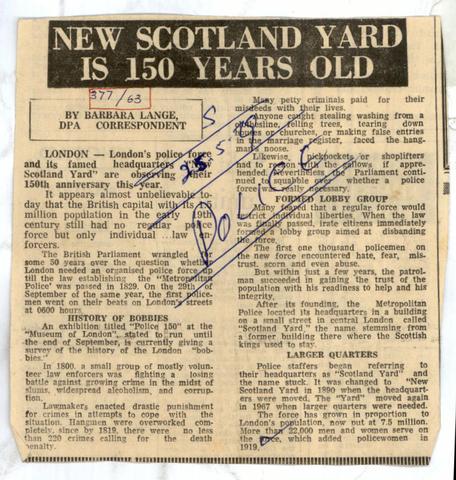 NEW SCOTLAND YARD
IS 150 YEARS OLD
377/63
BY BARBARA LANGE,
DPA CORRESPONDENT
LONDON — London's police force
and its famed headquarters "New
Scotland Yard" are observing their
150th anniversary this year.
It appears almost unbelievable to-
day that the British capital with its
million population in the early 19th
century still had no regular police
force but only individual law en-
forcers.
The British Parliament wrangled for
some 50 years over the question whether
London needed an organised police force up
till the law establishing the 'Metropolitan
Police' was passed in 1829. On the 29th of
September of the same year, the first police-
men went on their beats on London's streets
at 0600 hours.
HISTORY OF BOBBIES
An exhibition titled "Police 150" at the
"Museum of London", slated to run until
the end of September, is currently giving a
survey of the history of the London "bob-
bies."
In 1800, a small group of mostly volun-
teer law enforcers was fighting a losing
battle against growing crime in the midst of
slums, widespread alcoholism, and corrup-
tion.
Lawmakers enacted drastic punishment
for crimes in attempts to cope with the
situation. Hangmen were overworked com-
pletely, since by 1819, there were no less
than 220 crimes calling for the death
penalty.
Many petty criminals paid for their
misdeeds with their lives.
Anyone caught stealing washing from a
clothesline, felling trees, tearing down
houses or churches, or making false entries
in the marriage register, faced the hang-
man's noose.
Likewise, pickpockets or shoplifters
had to reckon with the gallows if appre-
hended. Nevertheless, the Parliament conti-
nued to squabble over whether a police
force was really necessary.
FORMED LOBBY GROUP
Many feared that a regular force would
restrict individual liberties. When the law
was finally passed, irate citizens immediately
formed a lobby group aimed at disbanding
the force.
The first one thousand policemen of
the new force encountered hate, fear, mis-
trust, scorn and even abuse.
But within just a few years, the patrol-
man succeeded in gaining the trust of the
population with his readiness to help and his
integrity.
After its founding, the Metropolitan
Police located its headquarters in a building
on a small street in central London called
"Scotland Yard," the name stemming from
a former building there where the Scottish
kings used to stay.
LARGER QUARTERS
Police staffers began referring to
their headquarters as "Scotland Yard" and
the name stuck. It was changed to "New
Scotland Yard in 1890 when the headquart-
ers were moved. The "Yard" moved again
in 1967 when larger quarters were needed.
The force has grown in proportion to
London's population, now out at 7.5 million.
More than 22,000 men and women serve on
the force, which added policewomen in
1919.
POLICE